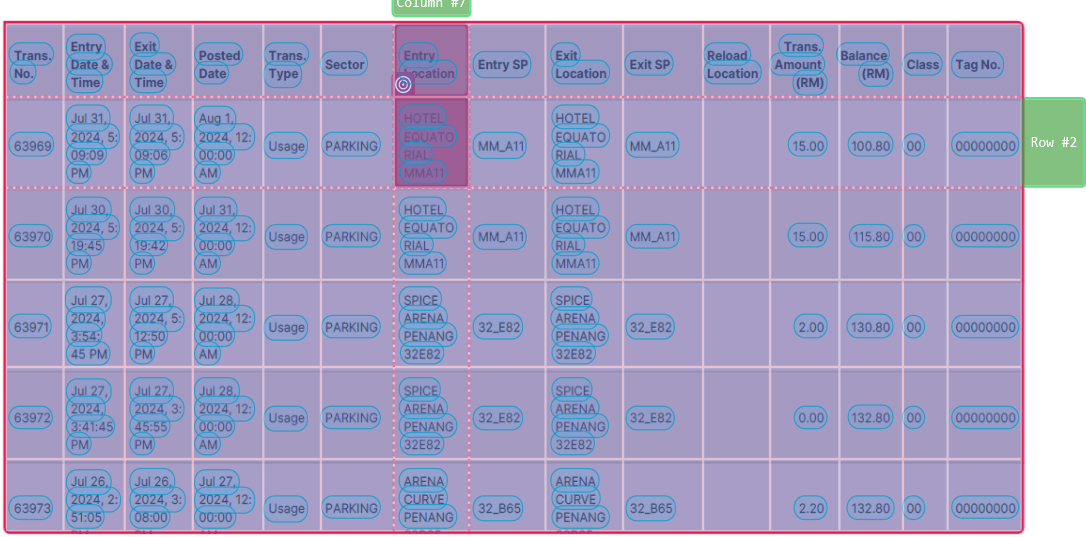 Column #7
Trans. No. Entry Date & Time Exit Date & Time Posted Date Trans. Type Sector Entry Location Entry SP Exit Location Exit SP Reload Location Trans. Amount (RM) Balance (RM) Class Tag No.
63969 Jul 31, 2024, 5:09:09 PM Jul 31, 2024, 5:09:06 PM Aug 1, 2024, 12:00:00 AM Usage PARKING HOTEL EQUATORIAL MMA11 MM_A11 HOTEL EQUATORIAL MMA11 MM_A11 15.00 100.80 00 00000000
Row #2
63970 Jul 30, 2024, 5:19:45 PM Jul 30, 2024, 5:19:42 PM Jul 31, 2024, 12:00:00 AM Usage PARKING HOTEL EQUATORIAL MMA11 MM_A11 HOTEL EQUATORIAL MMA11 MM_A11 15.00 115.80 00 00000000
63971 Jul 27, 2024, 3:54:45 PM Jul 27, 2024, 5:12:50 PM Jul 28, 2024, 12:00:00 AM Usage PARKING SPICE ARENA PENANG 32E82 32_E82 SPICE ARENA PENANG 32E82 32_E82 2.00 130.80 00 00000000
63972 Jul 27, 2024, 3:41:45 PM Jul 27, 2024, 3:45:55 PM Jul 28, 2024, 12:00:00 AM Usage PARKING SPICE ARENA PENANG 32E82 32_E82 SPICE ARENA PENANG 32E82 32_E82 0.00 132.80 00 00000000
63973 Jul 26, 2024, 2:51:05 Jul 26, 2024, 3:08:00 Jul 27, 2024, 12:00:00 Usage PARKING ARENA CURVE PENANG 32_B65 ARENA CURVE PENANG 32_B65 2.20 132.80 00 00000000